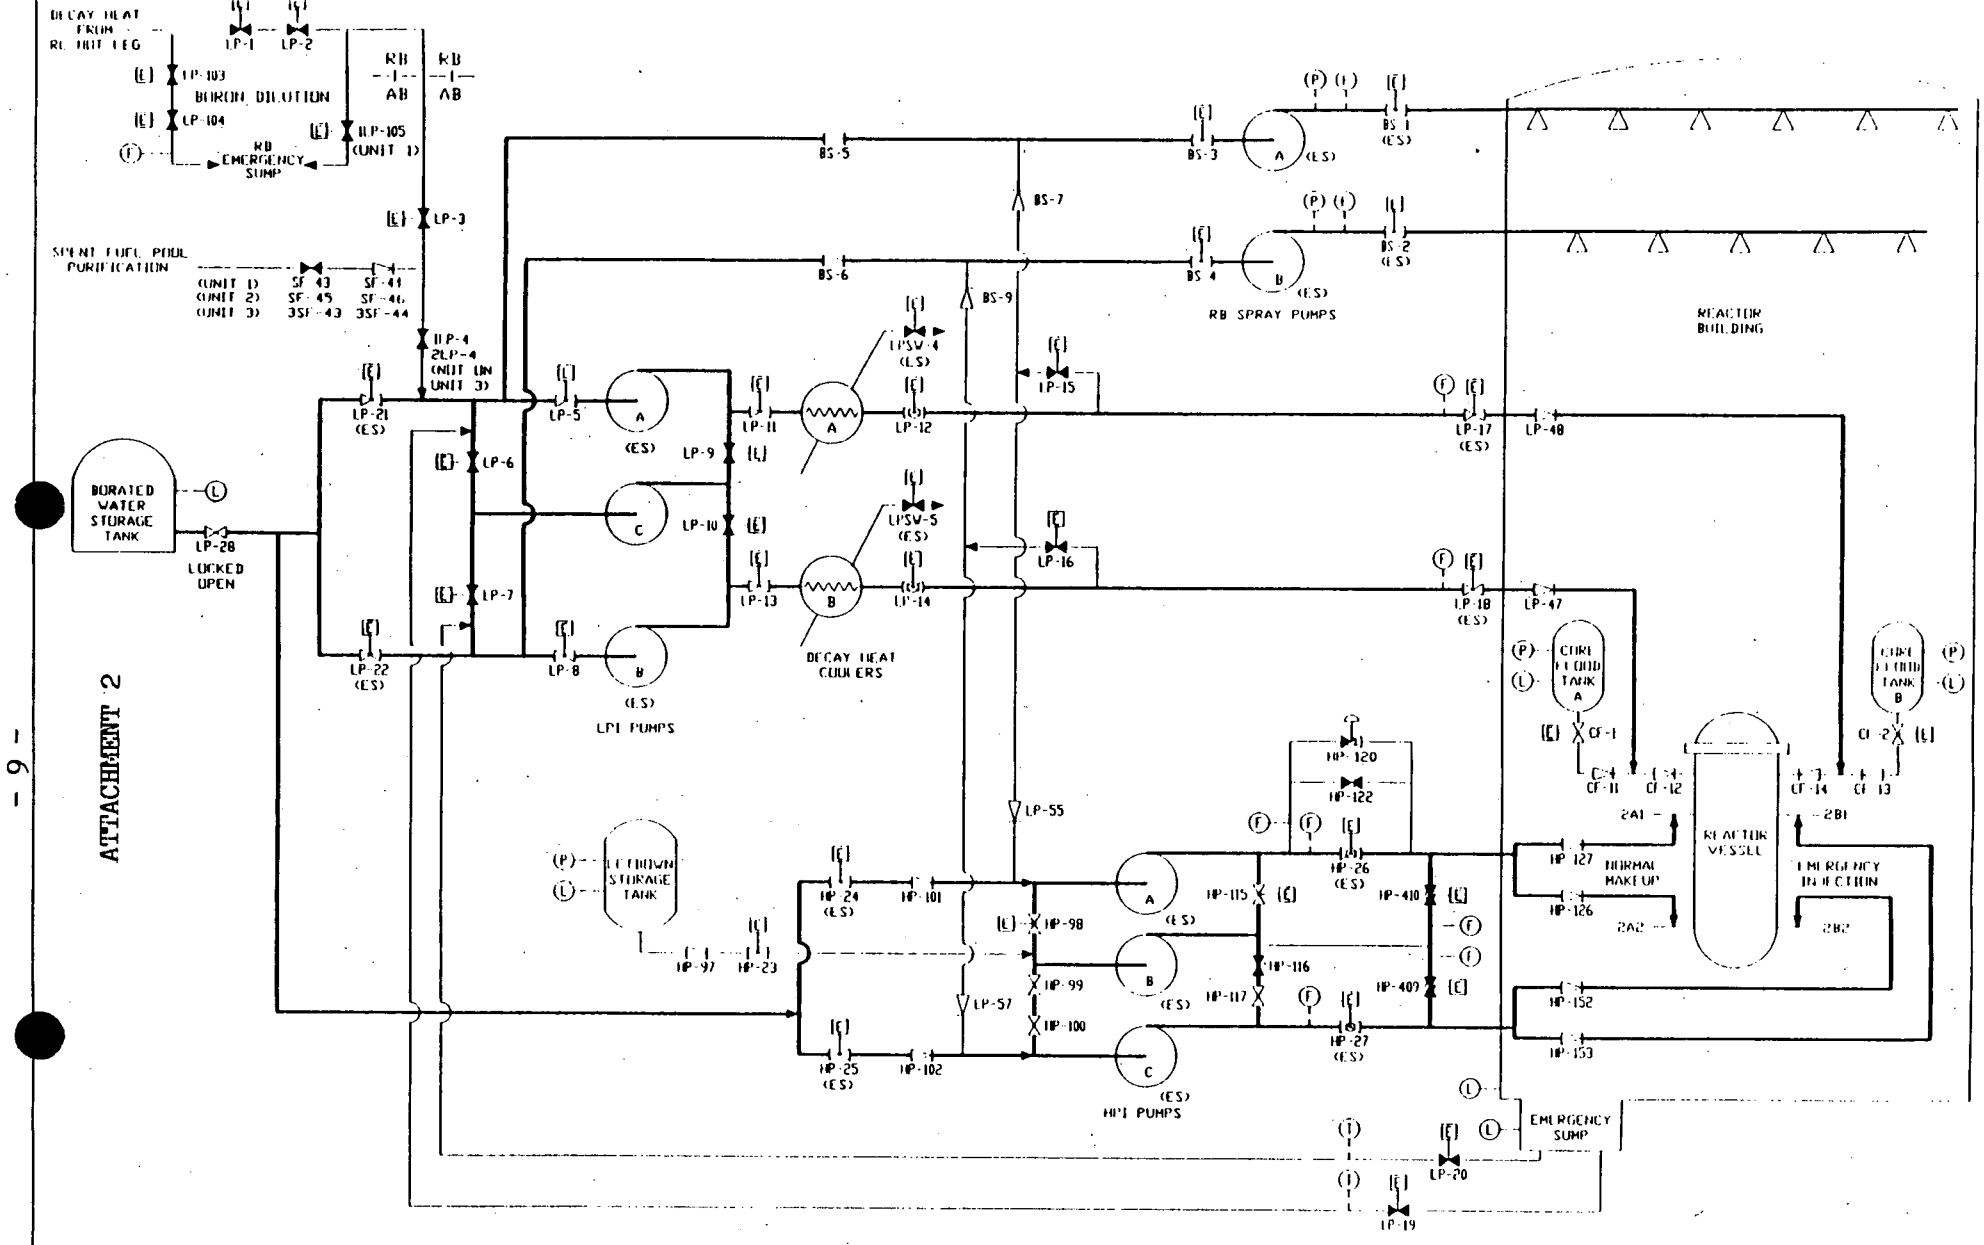 DECAY HEAT
FROM
RC HOT LEG
[E]
LP-1
[E]
LP-2
[E]
LP-103
BORON DILUTION
[E]
LP-104
(F)
RB
EMERGENCY
SUMP
[E]
1LP-105
(UNIT 1)
RB
AB
RB
AB
[E]
LP-3
SPENT FUEL POOL
PURIFICATION
(UNIT 1)
(UNIT 2)
(UNIT 3)
SF-43
SF-45
3SF-43
SF-44
SF-46
3SF-44
1LP-4
2LP-4
(NOT ON
UNIT 3)
BS-5
BS-7
[E]
BS-3
A
(ES)
(P)
(F)
[E]
BS-1
(ES)
BS-6
BS-9
[E]
BS-4
B
(ES)
(P)
(F)
[E]
BS-2
(ES)
RB SPRAY PUMPS
REACTOR
BUILDING
[E]
LP-21
(ES)
[E]
LP-5
A
(ES)
[E]
LP-6
LP-9
[E]
[E]
LP-11
A
[E]
LPSW-4
(ES)
[E]
LP-12
[E]
LP-15
(F)
[E]
LP-17
(ES)
LP-48
BORATED
WATER
STORAGE
TANK
(L)
LP-28
LOCKED
OPEN
C
LP-10
[E]
[E]
LPSW-5
(ES)
[E]
LP-16
[E]
LP-7
[E]
LP-13
B
[E]
LP-14
(F)
[E]
LP-18
(ES)
LP-47
[E]
LP-22
(ES)
[E]
LP-8
B
(ES)
LPI PUMPS
DECAY HEAT
COOLERS
(P)
(L)
CORE
FLOOD
TANK
A
CORE
FLOOD
TANK
B
(P)
(L)
[E]
CF-1
CF-2
[E]
CF-11
CF-12
CF-14
CF-13
ATTACHMENT 2
- 9 -
(P)
(L)
LETDOWN
STORAGE
TANK
HP-97
[E]
HP-23
[E]
HP-24
(ES)
HP-101
LP-55
[E]
HP-98
HP-99
HP-100
LP-57
[E]
HP-25
(ES)
HP-102
A
(ES)
B
(ES)
C
(ES)
HPI PUMPS
HP-120
HP-122
(F)
(F)
[E]
HP-26
(ES)
HP-115
[E]
HP-116
HP-117
(F)
[E]
HP-27
(ES)
HP-410
[E]
(F)
(F)
HP-409
[E]
HP-127
HP-126
NORMAL
MAKEUP
2A1
2A2
REACTOR
VESSEL
2B1
EMERGENCY
INJECTION
2B2
HP-152
HP-153
(L)
(L)
EMERGENCY
SUMP
(T)
[E]
LP-20
(T)
[E]
LP-19